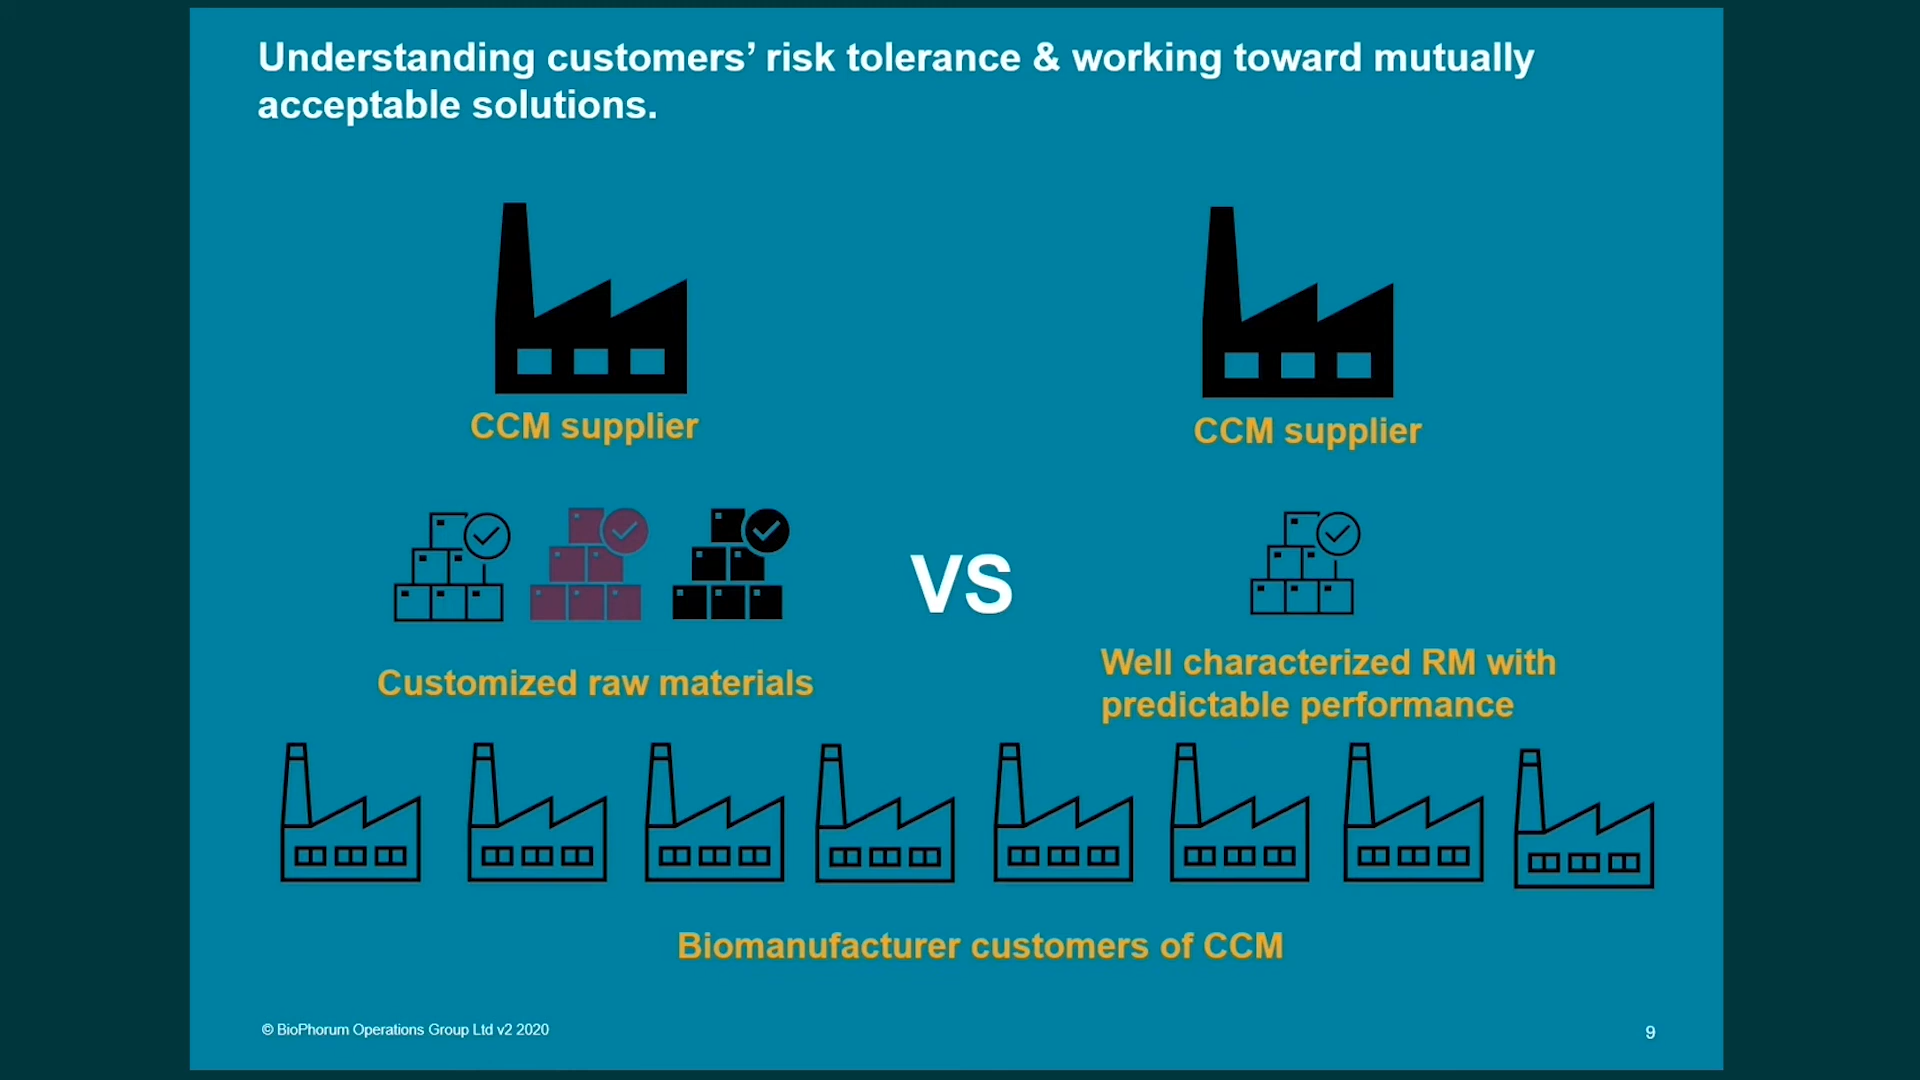 Understanding customers’ risk tolerance & working toward mutually
acceptable solutions.
CCM supplier
CCM supplier
VS
Customized raw materials
Well characterized RM with
predictable performance
Biomanufacturer customers of CCM
© BioPhorum Operations Group Ltd v2 2020
9